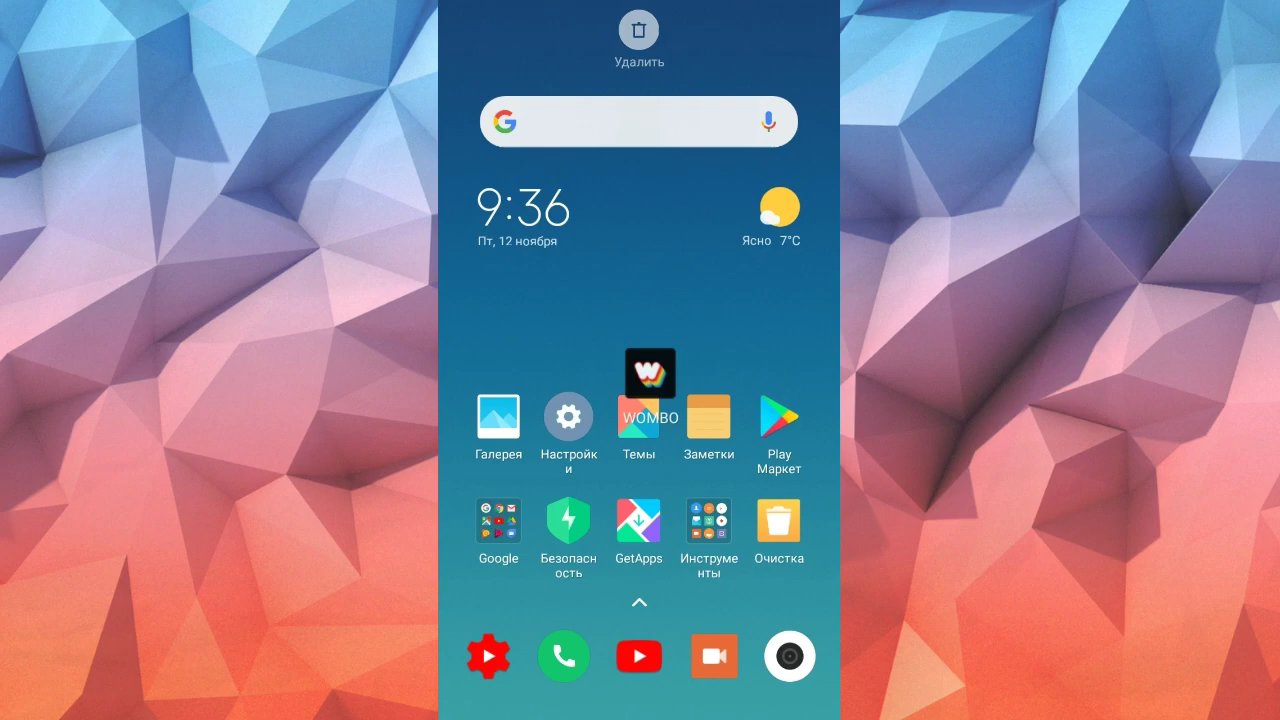 Удалить
9:36
Пт, 12 ноября
Ясно 7°C
WOMBO
Галерея
Настройк
и
Темы
Заметки
Play
Маркет
Google
Безопасн
ость
GetApps
Инструме
нты
Очистка